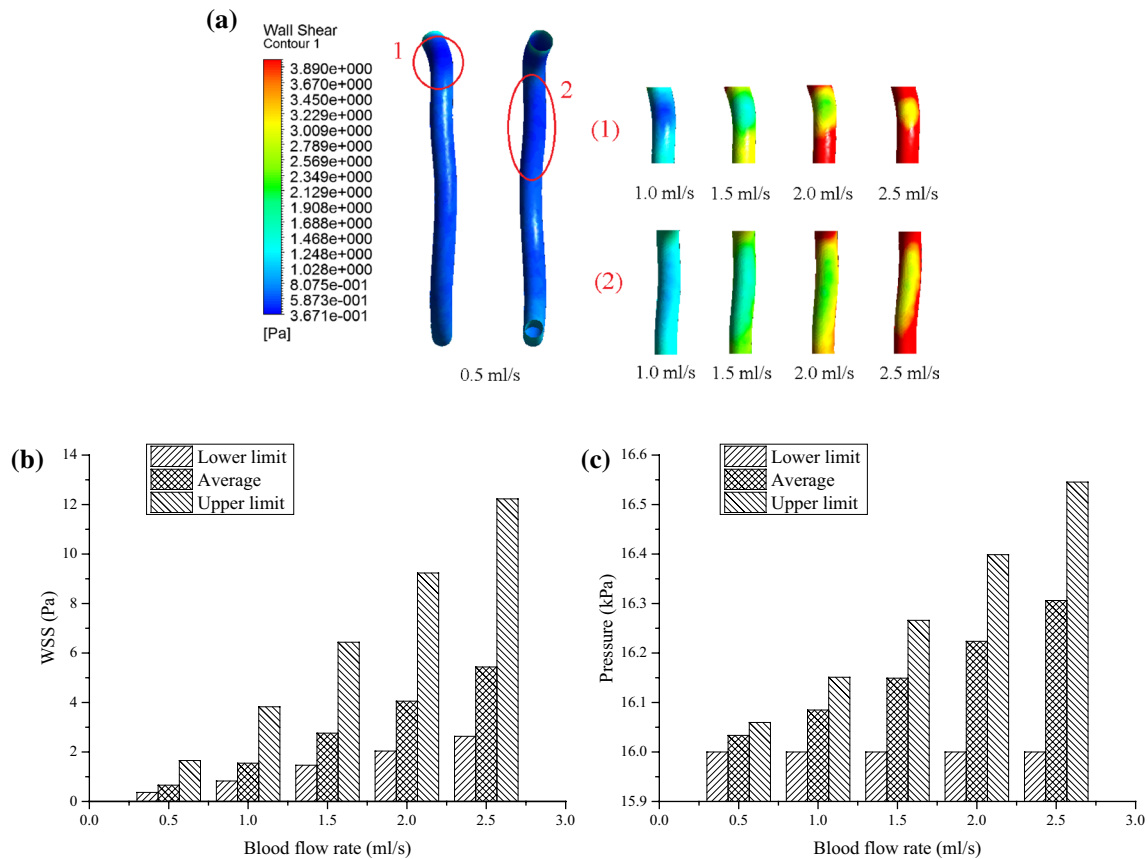 (a)
Wall Shear
Contour 1
3.890e+000
3.670e+000
3.450e+000
3.229e+000
3.009e+000
2.789e+000
2.569e+000
2.349e+000
2.129e+000
1.908e+000
1.688e+000
1.468e+000
1.248e+000
1.028e+000
8.075e-001
5.873e-001
3.671e-001
[Pa]
1
2
0.5 ml/s
(1)
1.0 ml/s 1.5 ml/s 2.0 ml/s 2.5 ml/s
(2)
1.0 ml/s 1.5 ml/s 2.0 ml/s 2.5 ml/s
(b)
Lower limit
Average
Upper limit
14
12
10
8
6
4
2
0
WSS (Pa)
0.0 0.5 1.0 1.5 2.0 2.5 3.0
Blood flow rate (ml/s)
(c)
Lower limit
Average
Upper limit
16.6
16.5
16.4
16.3
16.2
16.1
16.0
15.9
Pressure (kPa)
0.0 0.5 1.0 1.5 2.0 2.5 3.0
Blood flow rate (ml/s)